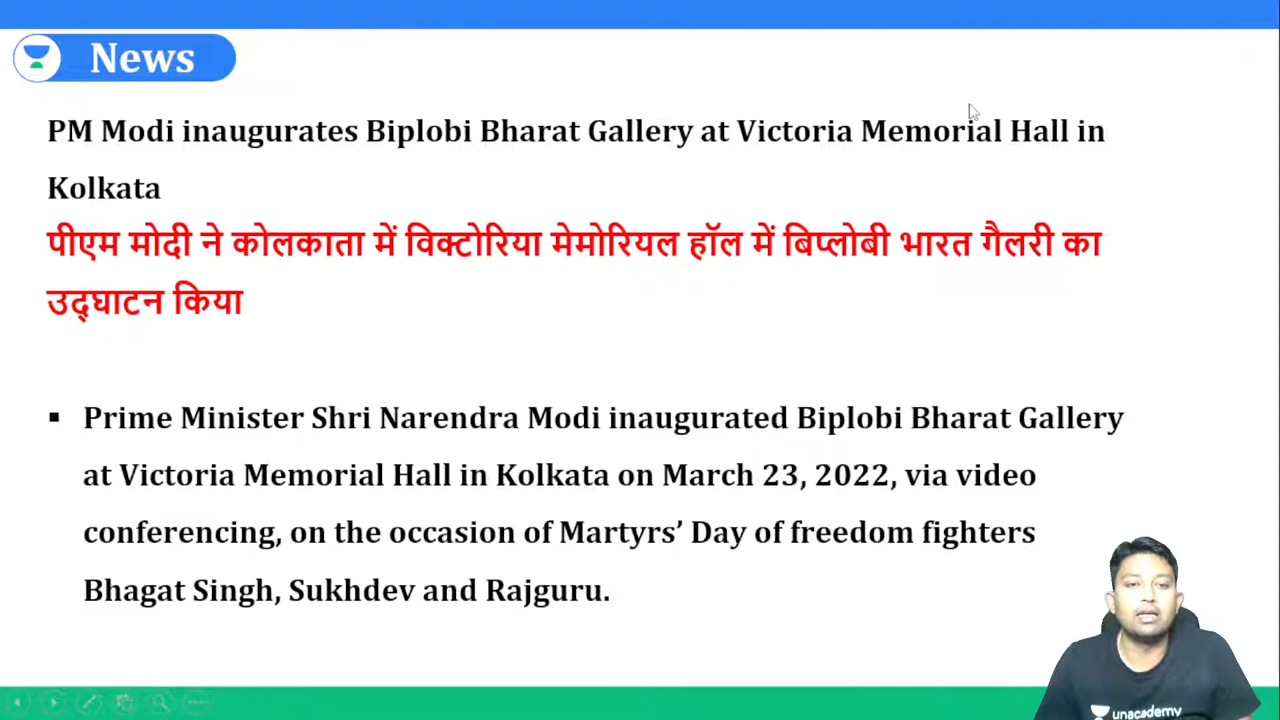 News
PM Modi inaugurates Biplobi Bharat Gallery at Victoria Memorial Hall in
Kolkata
पीएम मोदी ने कोलकाता में विक्टोरिया मेमोरियल हॉल में बिप्लोबी भारत गैलरी का
उद्घाटन किया
▪ Prime Minister Shri Narendra Modi inaugurated Biplobi Bharat Gallery
at Victoria Memorial Hall in Kolkata on March 23, 2022, via video
conferencing, on the occasion of Martyrs’ Day of freedom fighters
Bhagat Singh, Sukhdev and Rajguru.
unacademy